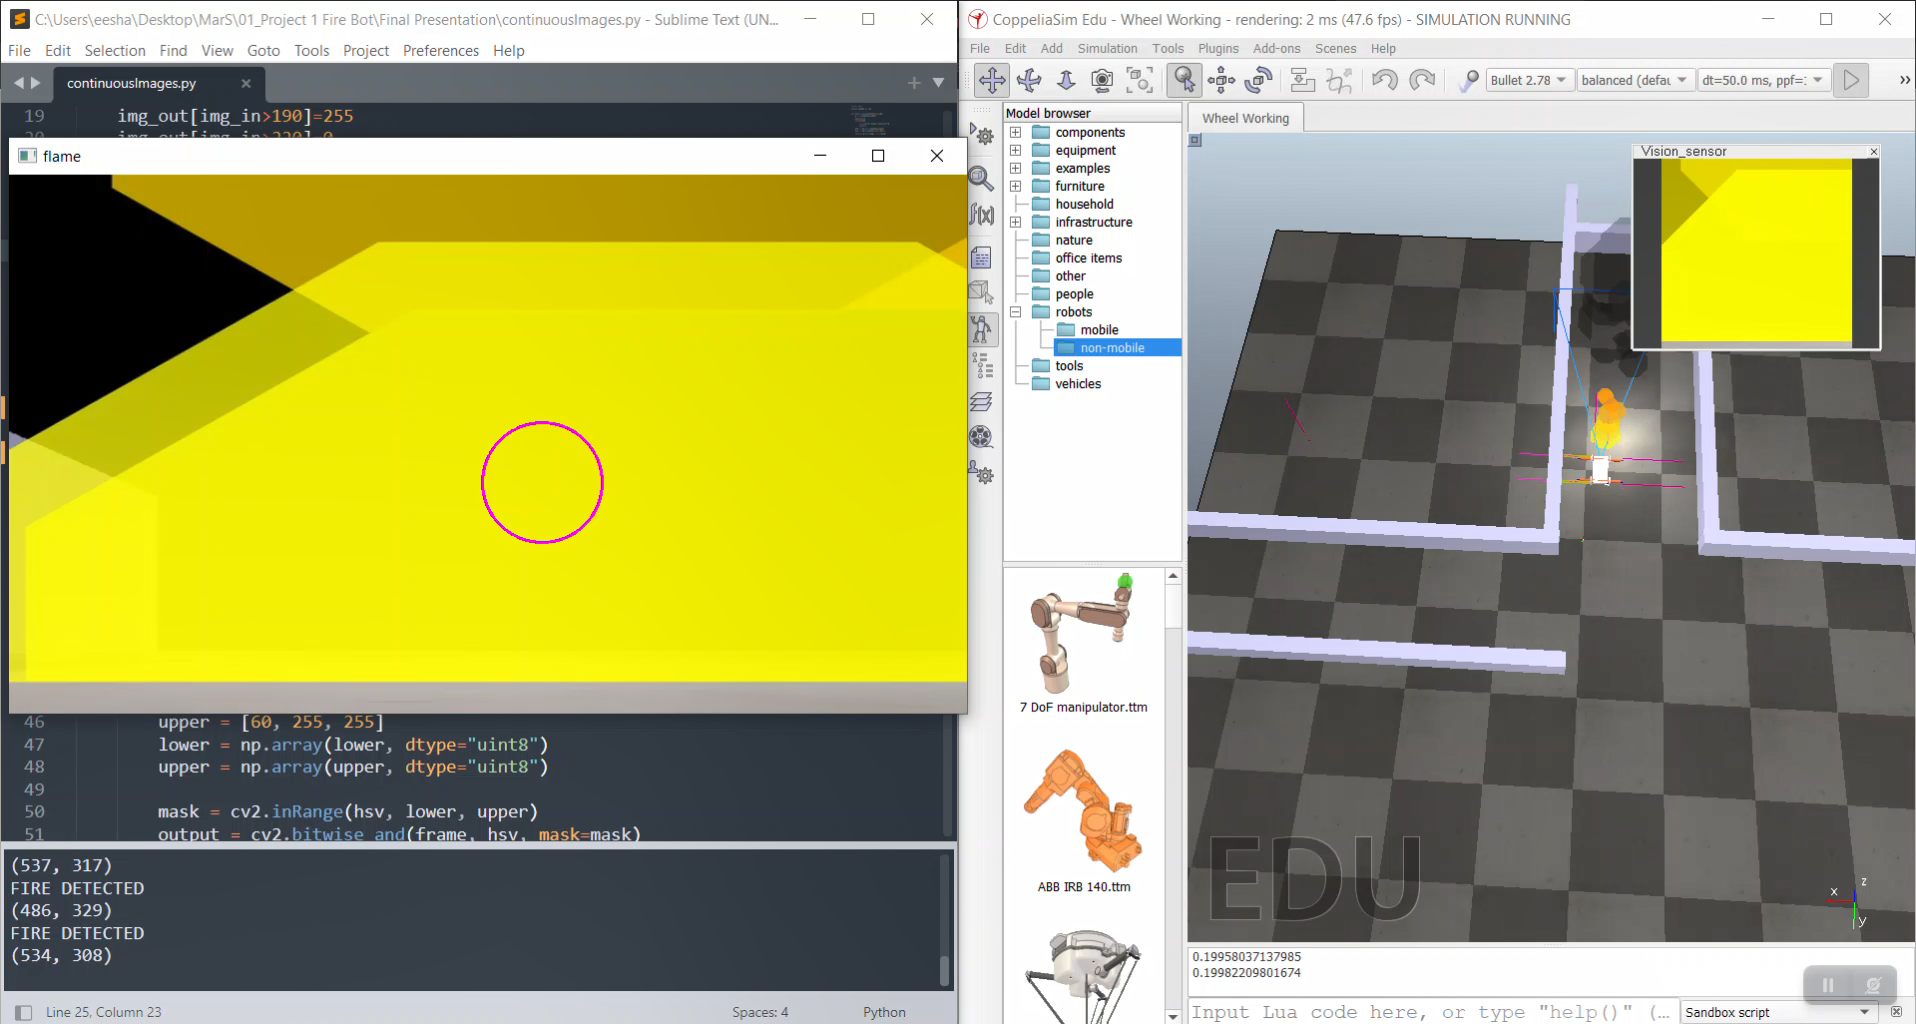 C:\Users\eesha\Desktop\MarS\01_Project 1 Fire Bot\Final Presentation\continuousImages.py - Sublime Text (UN...
File Edit Selection Find View Goto Tools Project Preferences Help
continuousImages.py
19 img_out[img_in>190]=255
flame
46 upper = [60, 255, 255]
47 lower = np.array(lower, dtype="uint8")
48 upper = np.array(upper, dtype="uint8")
49
50 mask = cv2.inRange(hsv, lower, upper)
51 output = cv2.bitwise_and(frame, hsv, mask=mask)
(537, 317)
FIRE DETECTED
(486, 329)
FIRE DETECTED
(534, 308)
Line 25, Column 23
Spaces: 4
Python
CoppeliaSim Edu - Wheel Working - rendering: 2 ms (47.6 fps) - SIMULATION RUNNING
File Edit Add Simulation Tools Plugins Add-ons Scenes Help
Bullet 2.78 balanced (defau dt=50.0 ms, ppf=:
Model browser
components
equipment
examples
furniture
household
infrastructure
nature
office items
other
people
robots
mobile
non-mobile
tools
vehicles
7 DoF manipulator.ttm
ABB IRB 140.ttm
Wheel Working
Vision_sensor
EDU
x
z
y
0.19958037137985
0.19982209801674
Input Lua code here, or type "help()" (...
Sandbox script